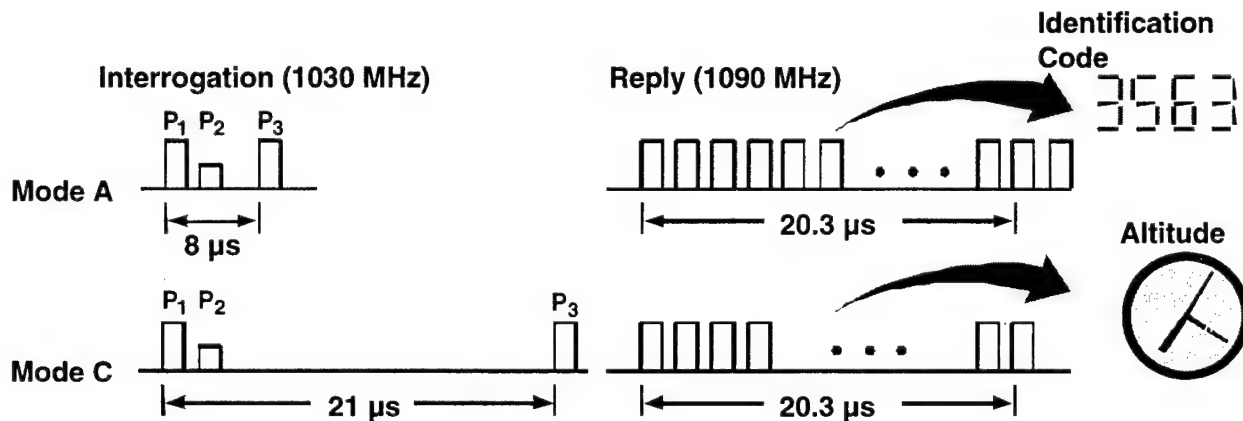 Identification
Code
3563
Interrogation (1030 MHz)
Reply (1090 MHz)
P1 P2 P3
Mode A
8 µs
20.3 µs
Altitude
P1 P2 P3
Mode C
21 µs
20.3 µs